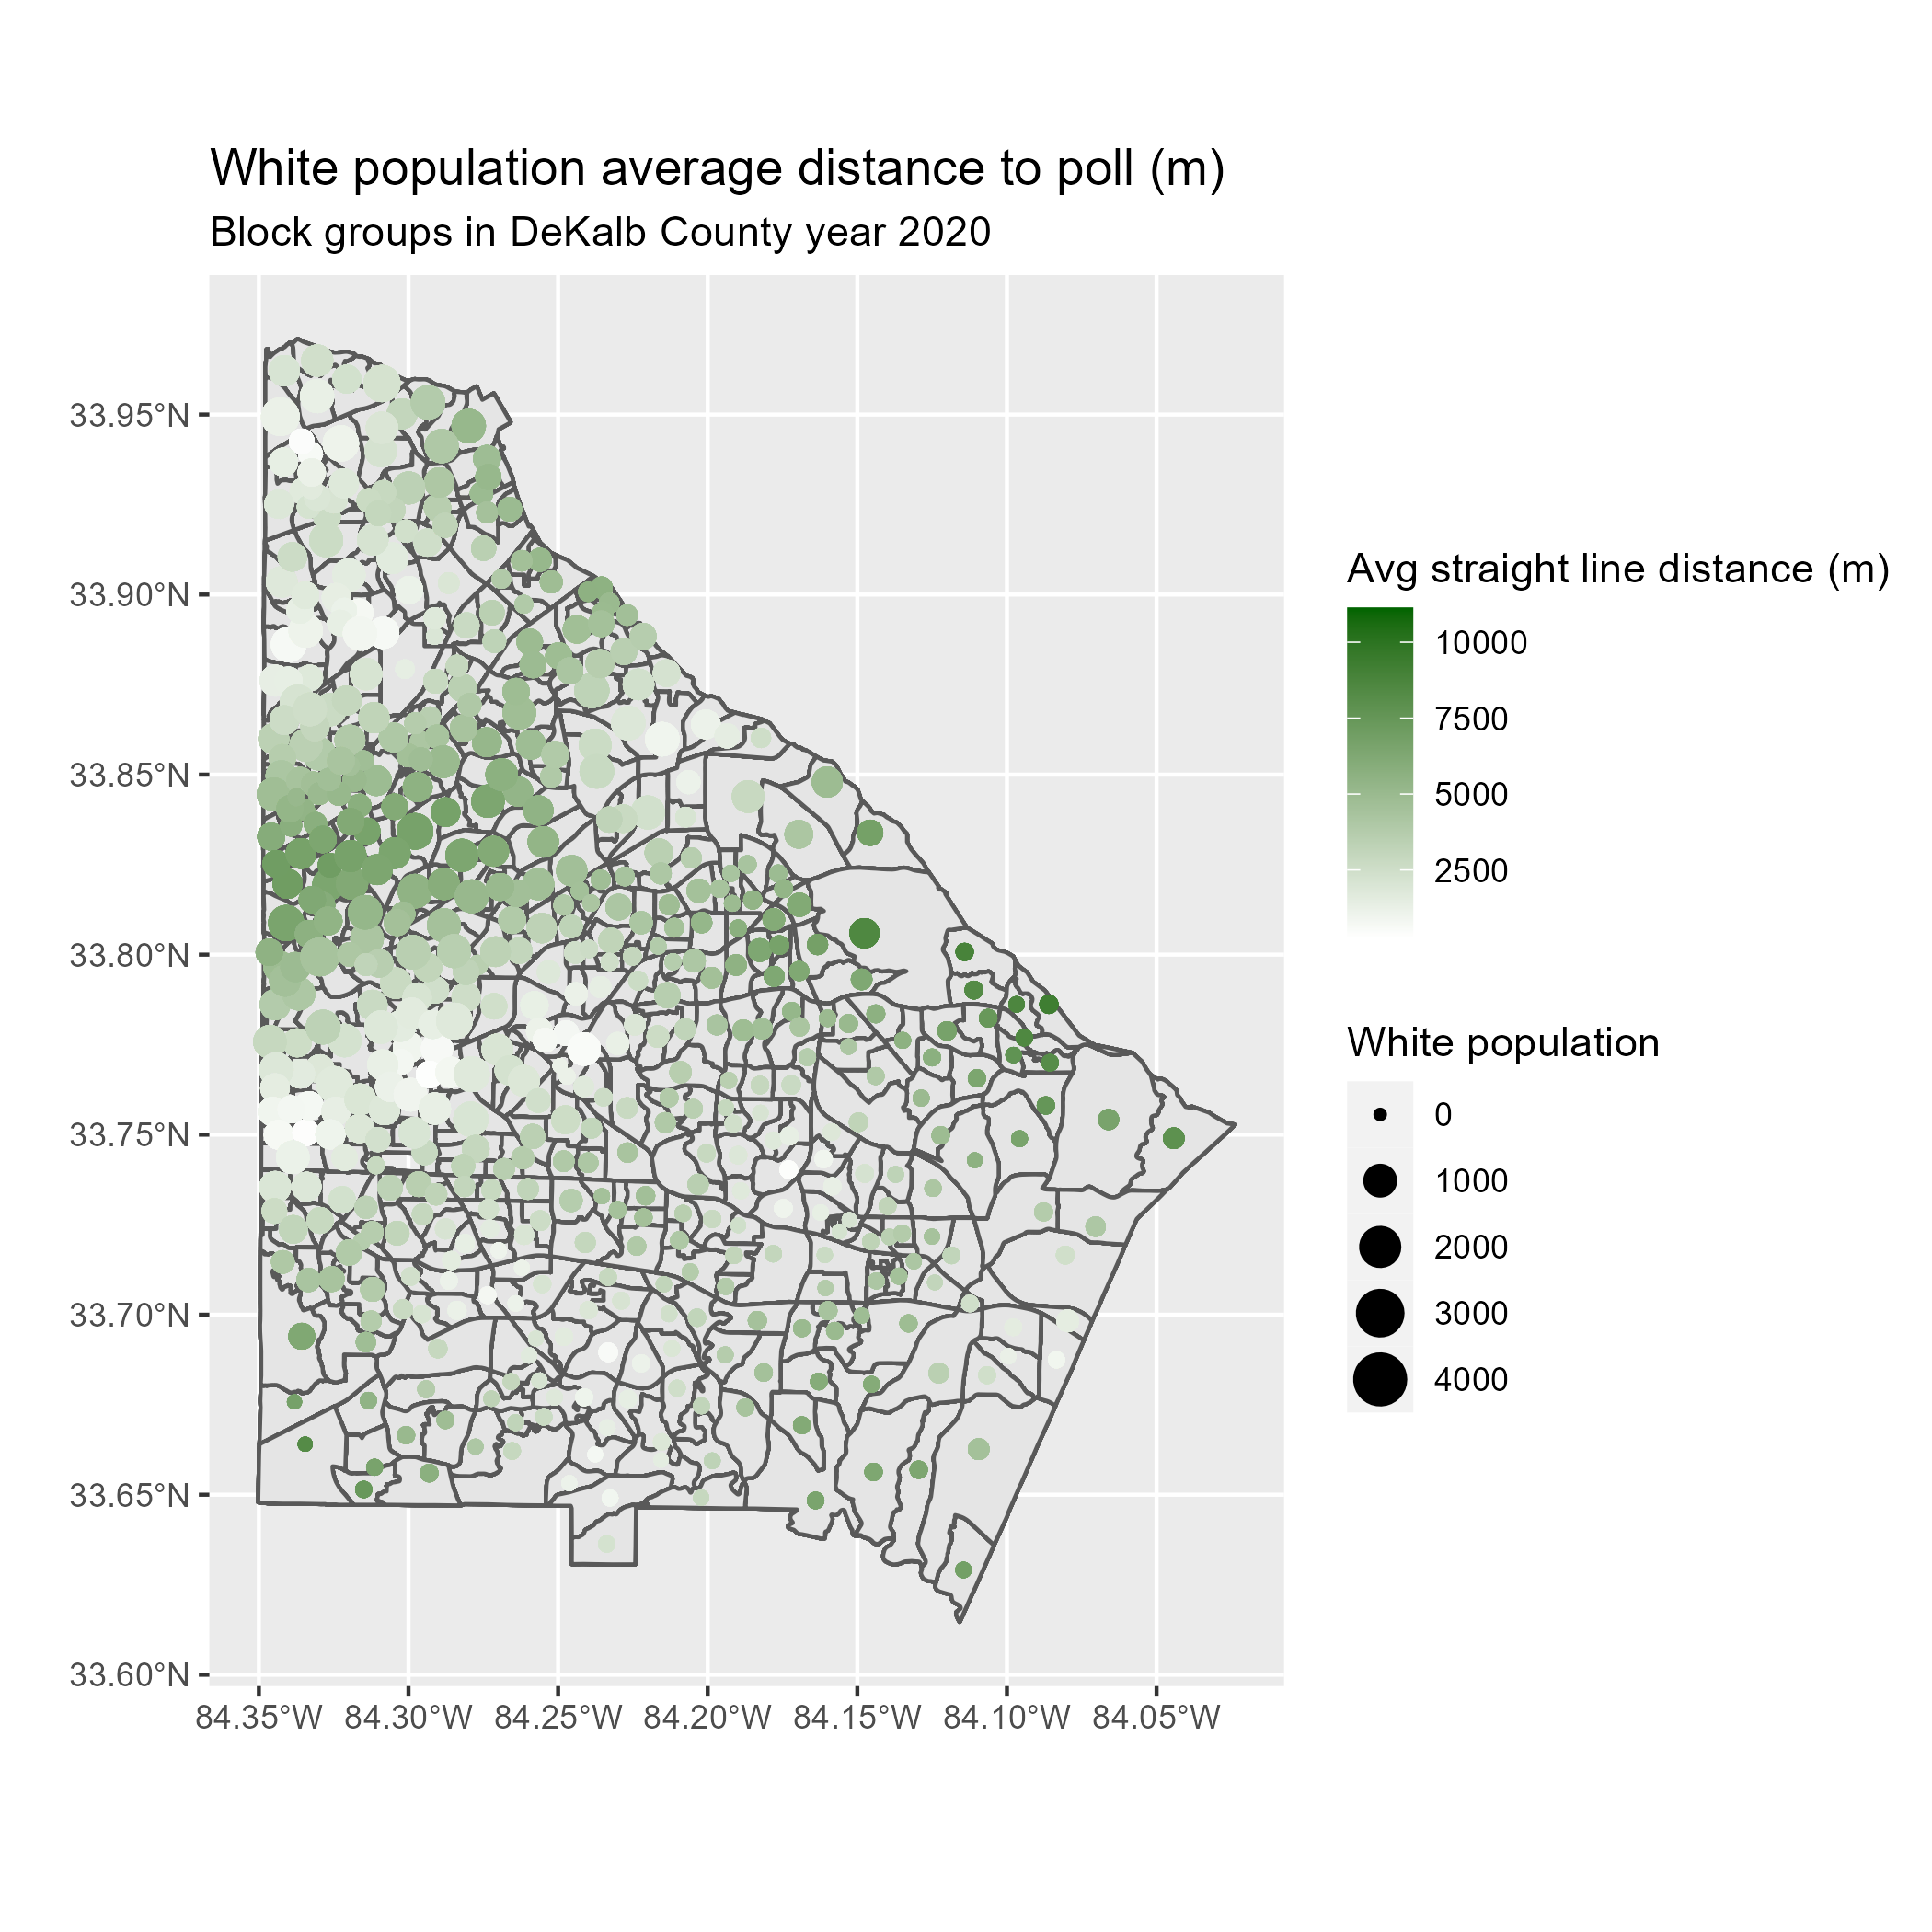 White population average distance to poll (m)
Block groups in DeKalb County year 2020
33.95°N
33.90°N
33.85°N
33.80°N
33.75°N
33.70°N
33.65°N
33.60°N
84.35°W 84.30°W 84.25°W 84.20°W 84.15°W 84.10°W 84.05°W
Avg straight line distance (m)
10000
7500
5000
2500
White population
0
1000
2000
3000
4000